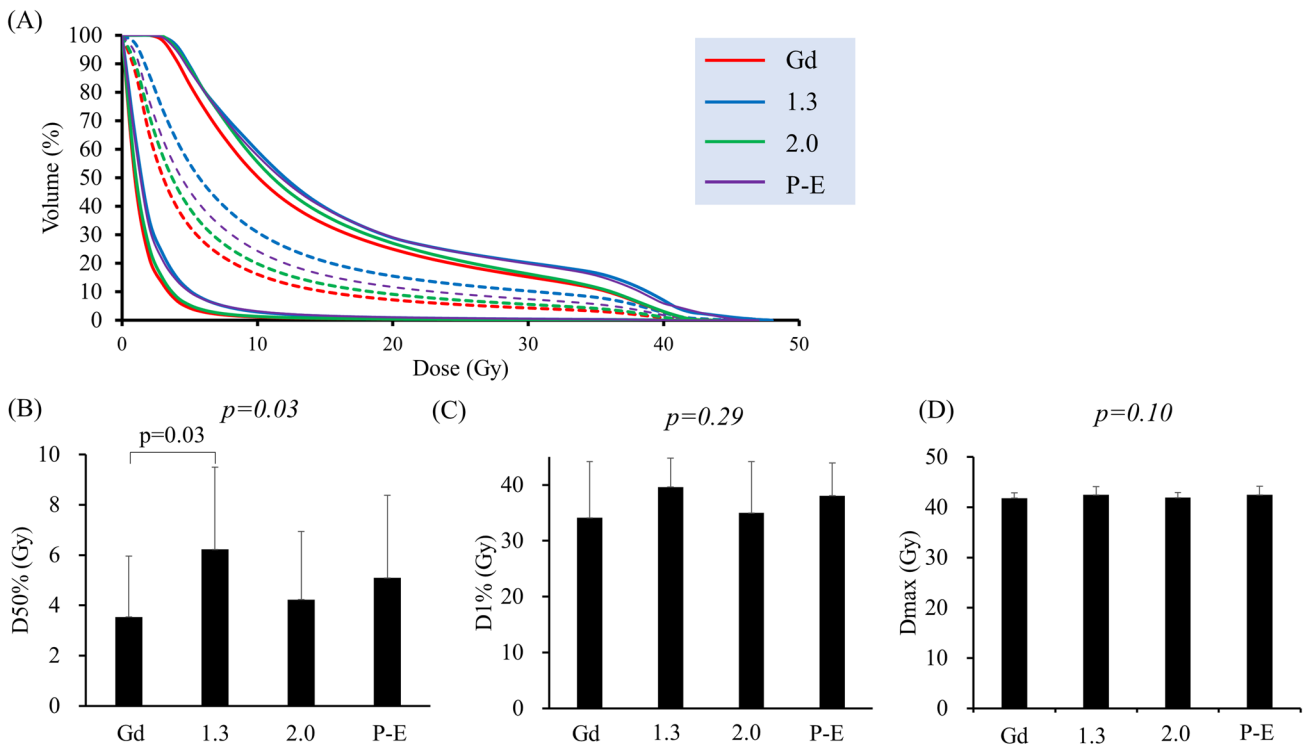 (A)
100
90
80
70
60
50
40
30
20
10
0
Volume (%)
0 10 20 30 40 50
Dose (Gy)
Gd
1.3
2.0
P-E
(B)
p=0.03
p=0.03
10
8
6
4
2
0
D50% (Gy)
Gd 1.3 2.0 P-E
(C)
p=0.29
40
30
20
10
0
D1% (Gy)
Gd 1.3 2.0 P-E
(D)
p=0.10
50
40
30
20
10
0
Dmax (Gy)
Gd 1.3 2.0 P-E